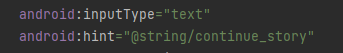 android:inputType="text"
android:hint="@string/continue_story"